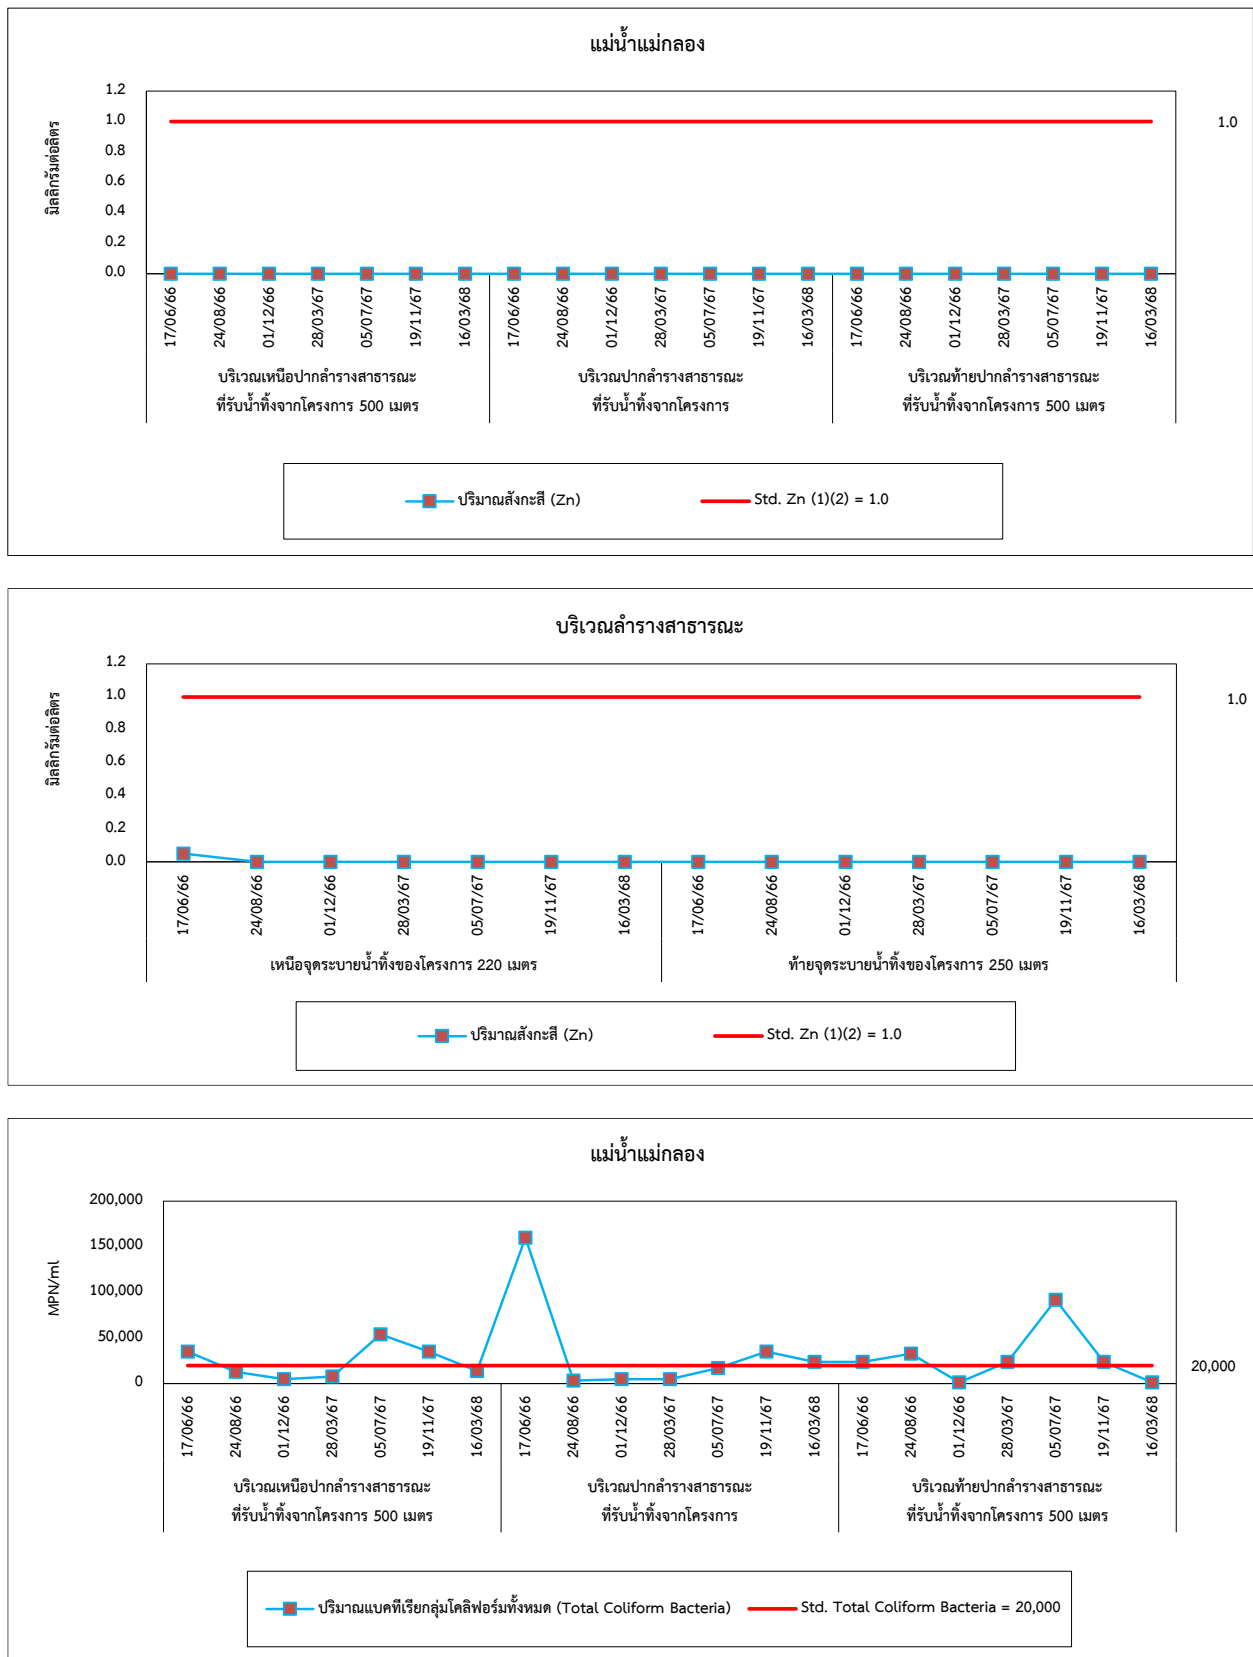 แม่น้ำแม่กลอง
มิลลิกรัมต่อลิตร
1.2
1.0
0.8
0.6
0.4
0.2
0.0
1.0
17/06/66 24/08/66 01/12/66 28/03/67 05/07/67 19/11/67 16/03/68 17/06/66 24/08/66 01/12/66 28/03/67 05/07/67 19/11/67 16/03/68 17/06/66 24/08/66 01/12/66 28/03/67 05/07/67 19/11/67 16/03/68
บริเวณเหนือปากลำรางสาธารณะ บริเวณปากลำรางสาธารณะ บริเวณท้ายปากลำรางสาธารณะ
ที่รับน้ำทิ้งจากโครงการ 500 เมตร ที่รับน้ำทิ้งจากโครงการ ที่รับน้ำทิ้งจากโครงการ 500 เมตร
ปริมาณสังกะสี (Zn) Std. Zn (1)(2) = 1.0
บริเวณลำรางสาธารณะ
มิลลิกรัมต่อลิตร
1.2
1.0
0.8
0.6
0.4
0.2
0.0
1.0
17/06/66 24/08/66 01/12/66 28/03/67 05/07/67 19/11/67 16/03/68 17/06/66 24/08/66 01/12/66 28/03/67 05/07/67 19/11/67 16/03/68
เหนือจุดระบายน้ำทิ้งของโครงการ 220 เมตร ท้ายจุดระบายน้ำทิ้งของโครงการ 250 เมตร
ปริมาณสังกะสี (Zn) Std. Zn (1)(2) = 1.0
แม่น้ำแม่กลอง
MPN/ml
200,000
150,000
100,000
50,000
0
20,000
17/06/66 24/08/66 01/12/66 28/03/67 05/07/67 19/11/67 16/03/68 17/06/66 24/08/66 01/12/66 28/03/67 05/07/67 19/11/67 16/03/68 17/06/66 24/08/66 01/12/66 28/03/67 05/07/67 19/11/67 16/03/68
บริเวณเหนือปากลำรางสาธารณะ บริเวณปากลำรางสาธารณะ บริเวณท้ายปากลำรางสาธารณะ
ที่รับน้ำทิ้งจากโครงการ 500 เมตร ที่รับน้ำทิ้งจากโครงการ ที่รับน้ำทิ้งจากโครงการ 500 เมตร
ปริมาณแบคทีเรียกลุ่มโคลิฟอร์มทั้งหมด (Total Coliform Bacteria) Std. Total Coliform Bacteria = 20,000